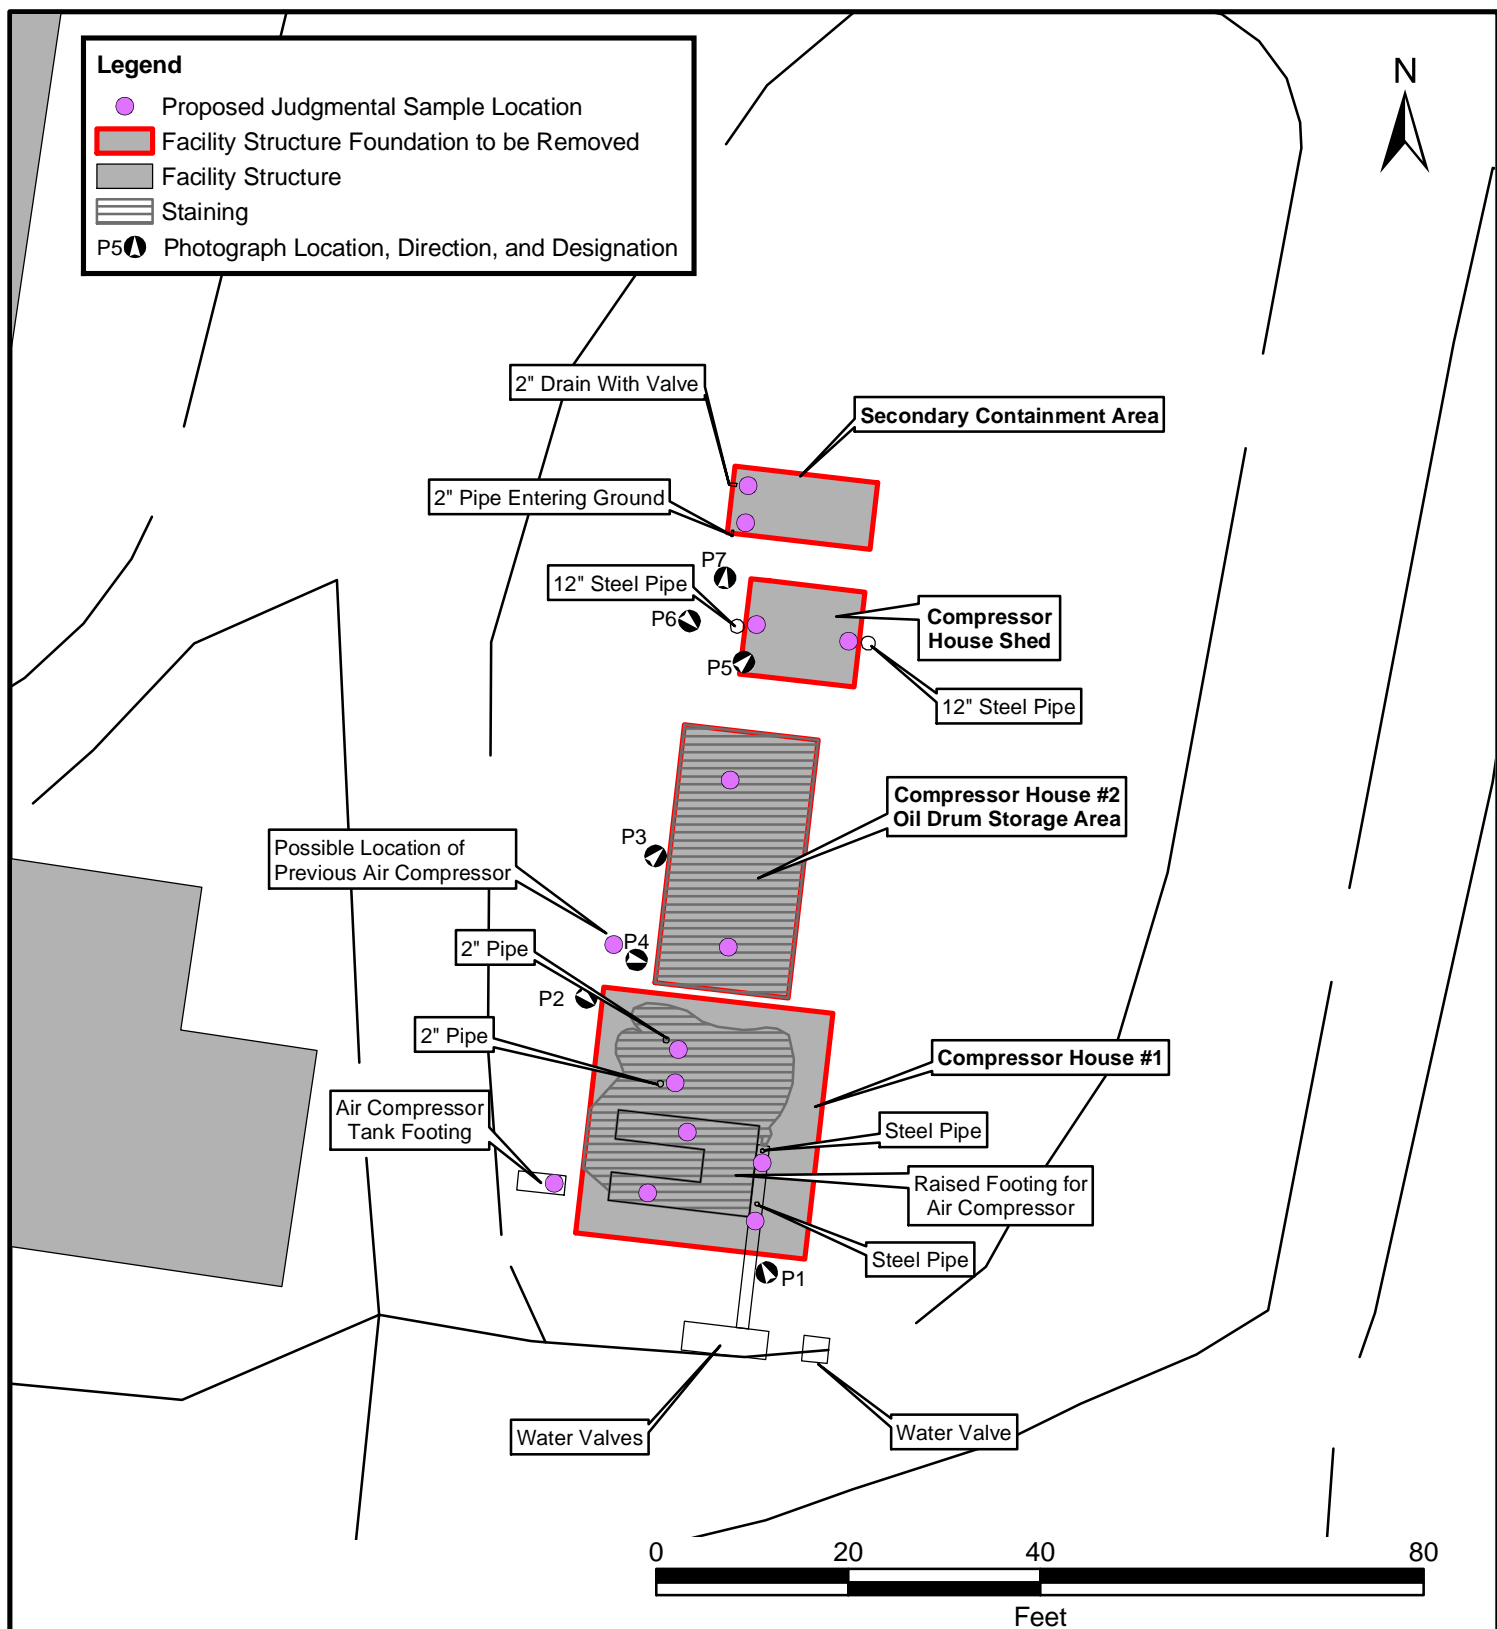 Legend
Proposed Judgmental Sample Location
Facility Structure Foundation to be Removed
Facility Structure
Staining
P5 Photograph Location, Direction, and Designation
N
2" Drain With Valve
Secondary Containment Area
2" Pipe Entering Ground
P7
12" Steel Pipe
P6
Compressor
House Shed
P5
12" Steel Pipe
Compressor House #2
Oil Drum Storage Area
P3
Possible Location of
Previous Air Compressor
P4
2" Pipe
P2
2" Pipe
Compressor House #1
Air Compressor
Tank Footing
Steel Pipe
Raised Footing for
Air Compressor
Steel Pipe
P1
Water Valves
Water Valve
0 20 40 80
Feet